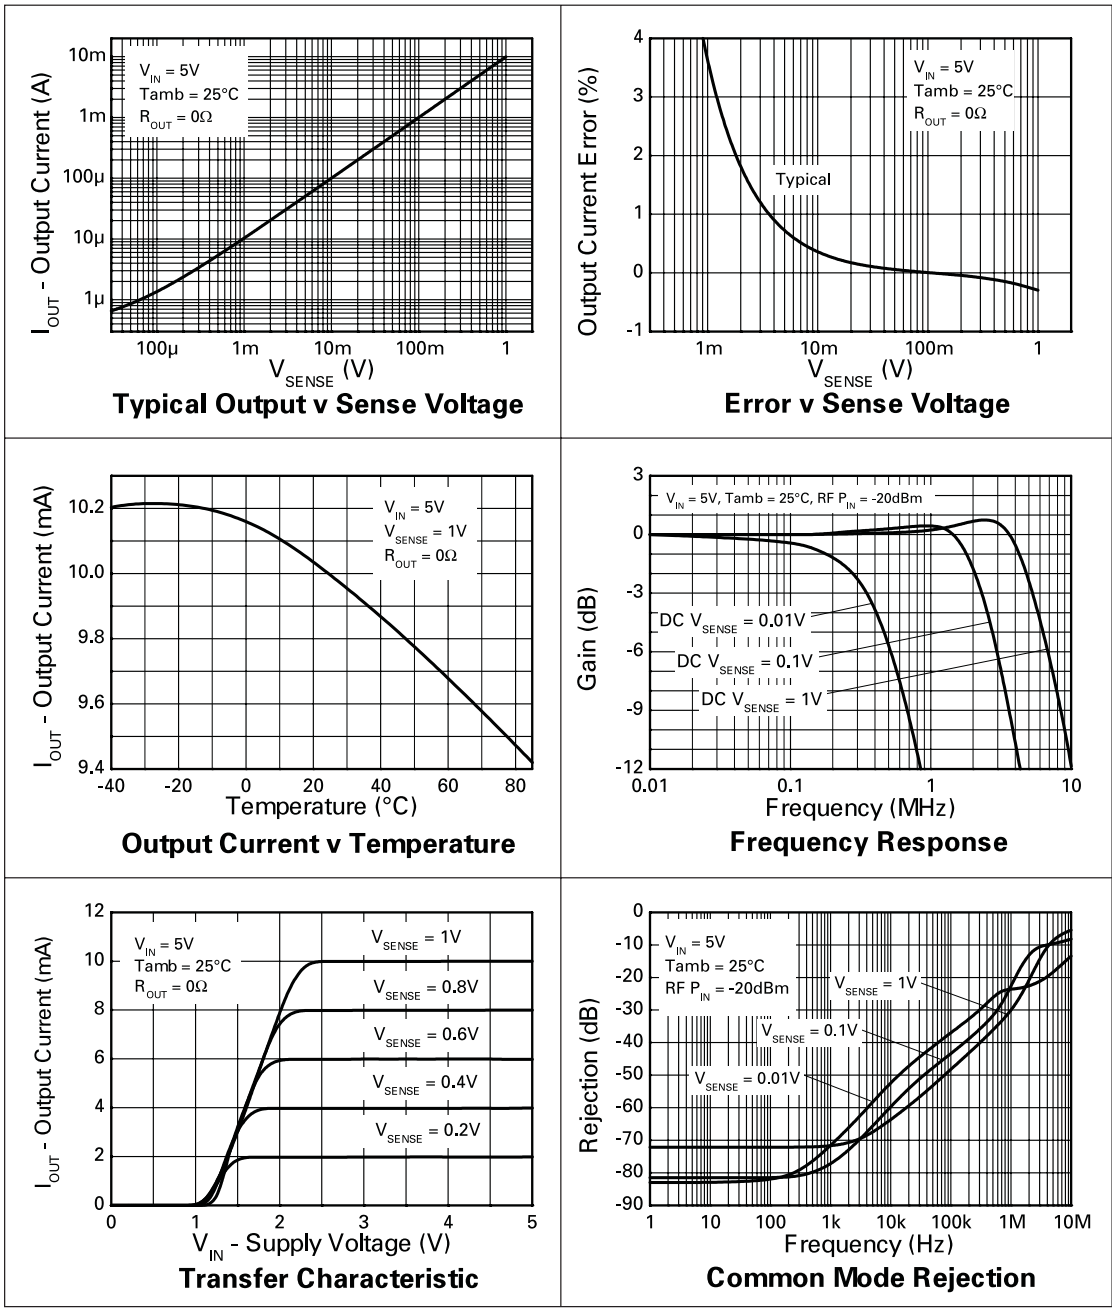 I_OUT - Output Current (A)
10m
1m
100µ
10µ
1µ
V_IN = 5V
Tamb = 25°C
R_OUT = 0Ω
100µ 1m 10m 100m 1
V_SENSE (V)
Typical Output v Sense Voltage
Output Current Error (%)
4
3
2
1
0
-1
V_IN = 5V
Tamb = 25°C
R_OUT = 0Ω
Typical
1m 10m 100m 1
V_SENSE (V)
Error v Sense Voltage
I_OUT - Output Current (mA)
10.2
10.0
9.8
9.6
9.4
V_IN = 5V
V_SENSE = 1V
R_OUT = 0Ω
-40 -20 0 20 40 60 80
Temperature (°C)
Output Current v Temperature
Gain (dB)
3
0
-3
-6
-9
-12
V_IN = 5V, Tamb = 25°C, RF P_IN = -20dBm
DC V_SENSE = 0.01V
DC V_SENSE = 0.1V
DC V_SENSE = 1V
0.01 0.1 1 10
Frequency (MHz)
Frequency Response
I_OUT - Output Current (mA)
12
10
8
6
4
2
0
V_IN = 5V
Tamb = 25°C
R_OUT = 0Ω
V_SENSE = 1V
V_SENSE = 0.8V
V_SENSE = 0.6V
V_SENSE = 0.4V
V_SENSE = 0.2V
0 1 2 3 4 5
V_IN - Supply Voltage (V)
Transfer Characteristic
Rejection (dB)
0
-10
-20
-30
-40
-50
-60
-70
-80
-90
V_IN = 5V
Tamb = 25°C
RF P_IN = -20dBm
V_SENSE = 1V
V_SENSE = 0.1V
V_SENSE = 0.01V
1 10 100 1k 10k 100k 1M 10M
Frequency (Hz)
Common Mode Rejection